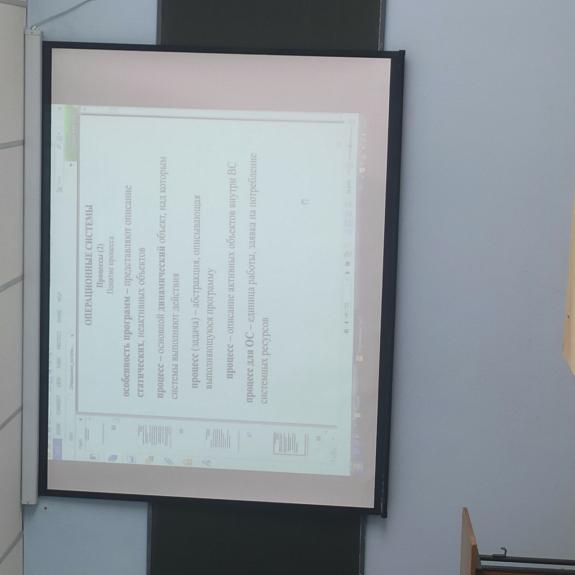 ОПЕРАЦИОННЫЕ СИСТЕМЫ
Процессы (2)
Понятие процесса
особенность программ – представляют описание
статических, неактивных объектов
процесс – основной динамический объект, над которым
системы выполняют действия
процесс (задача) – абстракция, описывающая
выполняющуюся программу
процесс – описание активных объектов внутри ВС
процесс для ОС – единица работы, заявка на потребление
системных ресурсов